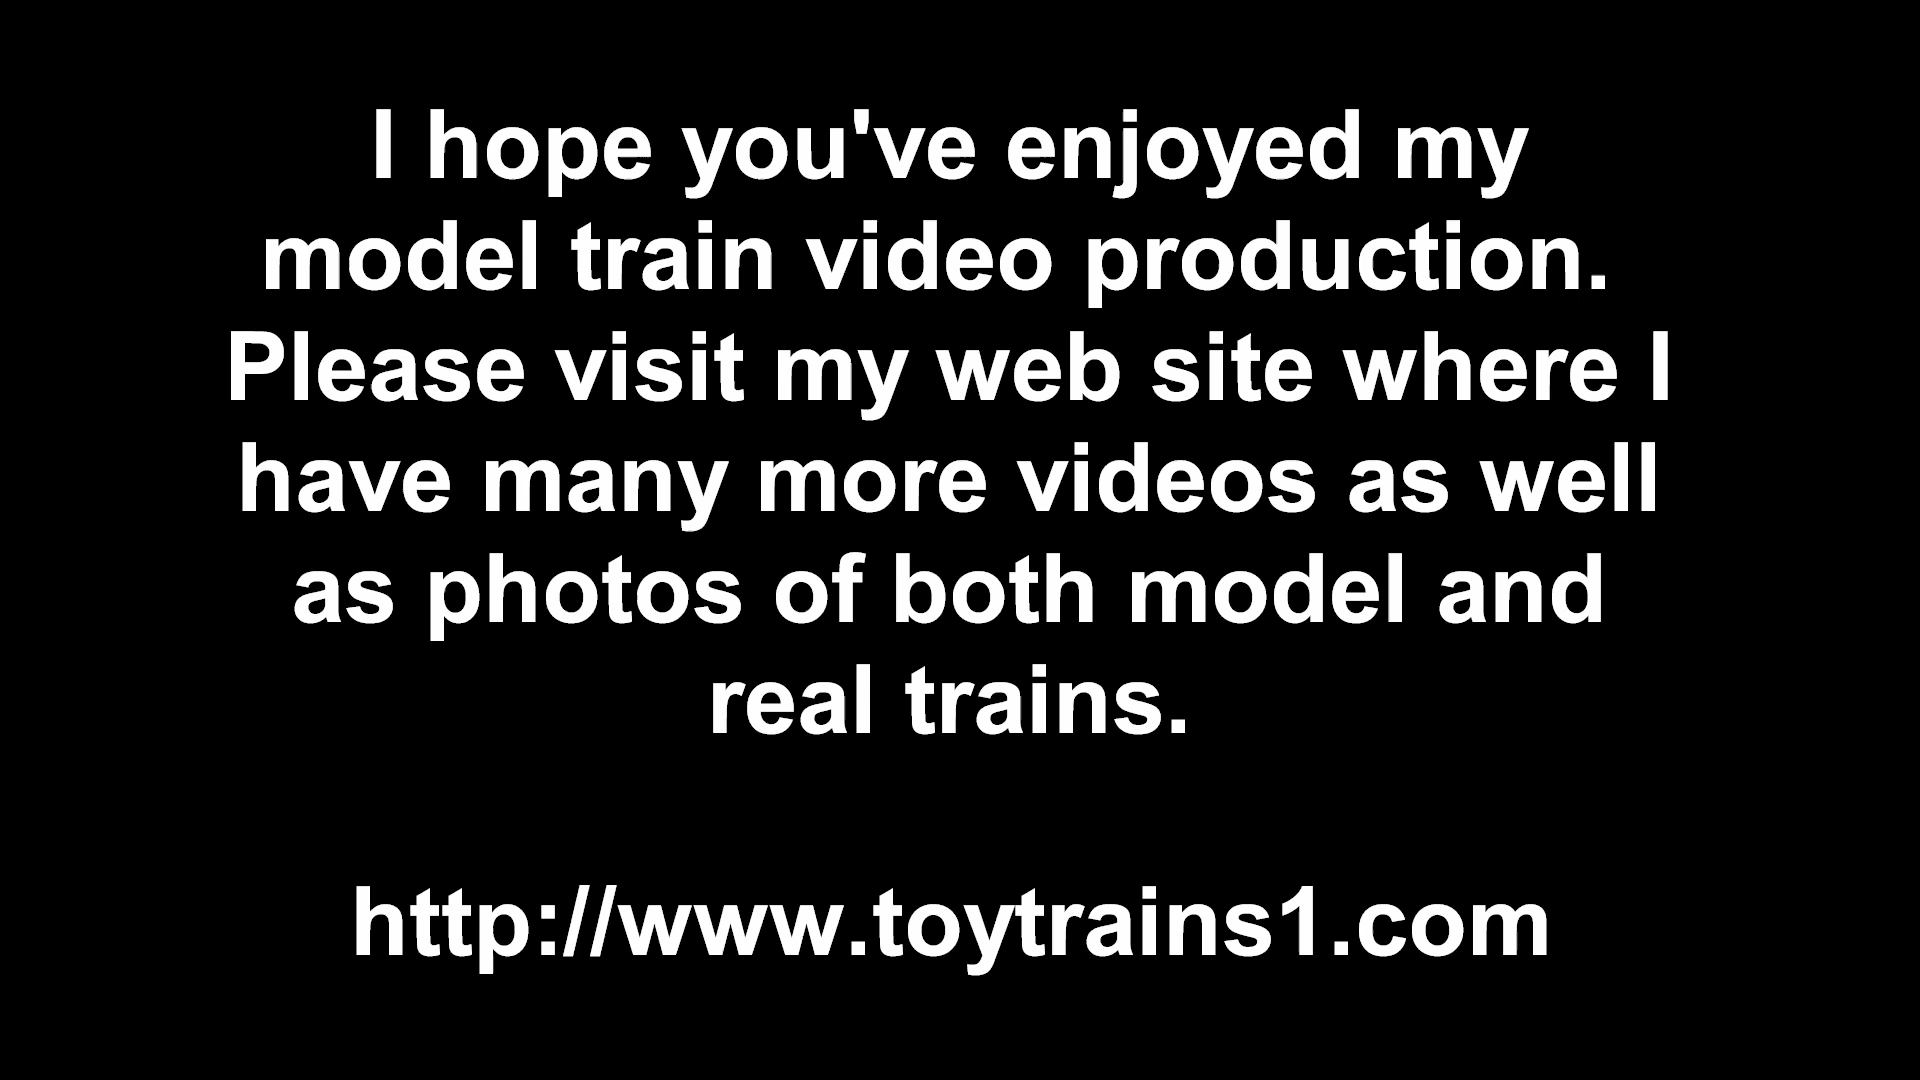 I hope you've enjoyed my
model train video production.
Please visit my web site where I
have many more videos as well
as photos of both model and
real trains.
http://www.toytrains1.com